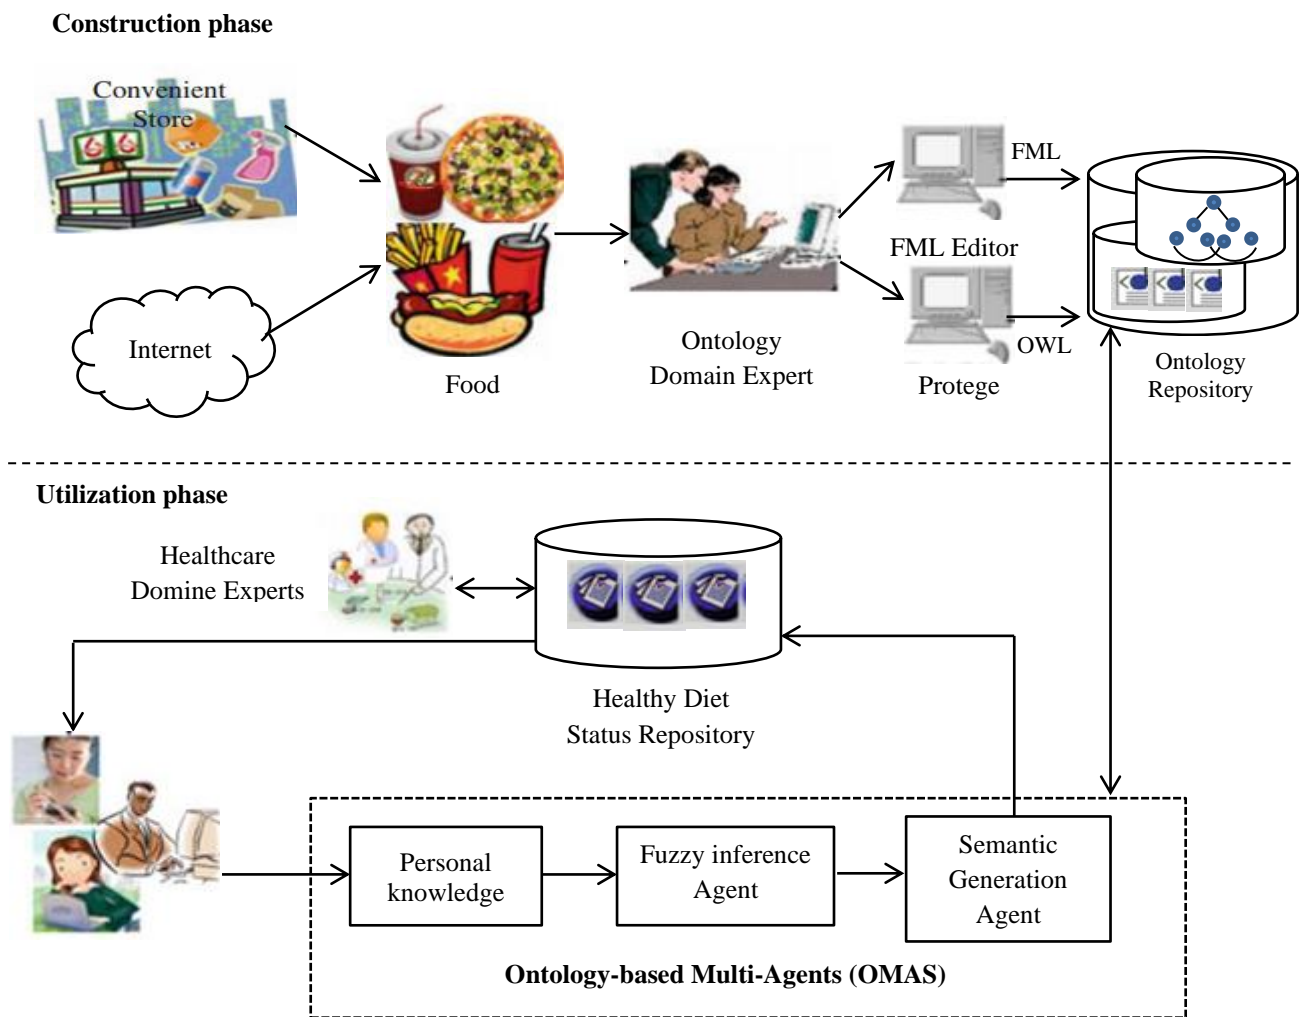 Construction phase
Convenient
Store
Internet
Food
Ontology
Domain Expert
FML Editor
Protege
FML
OWL
Ontology
Repository
Utilization phase
Healthcare
Domine Experts
Healthy Diet
Status Repository
Personal
knowledge
Fuzzy inference
Agent
Semantic
Generation
Agent
Ontology-based Multi-Agents (OMAS)